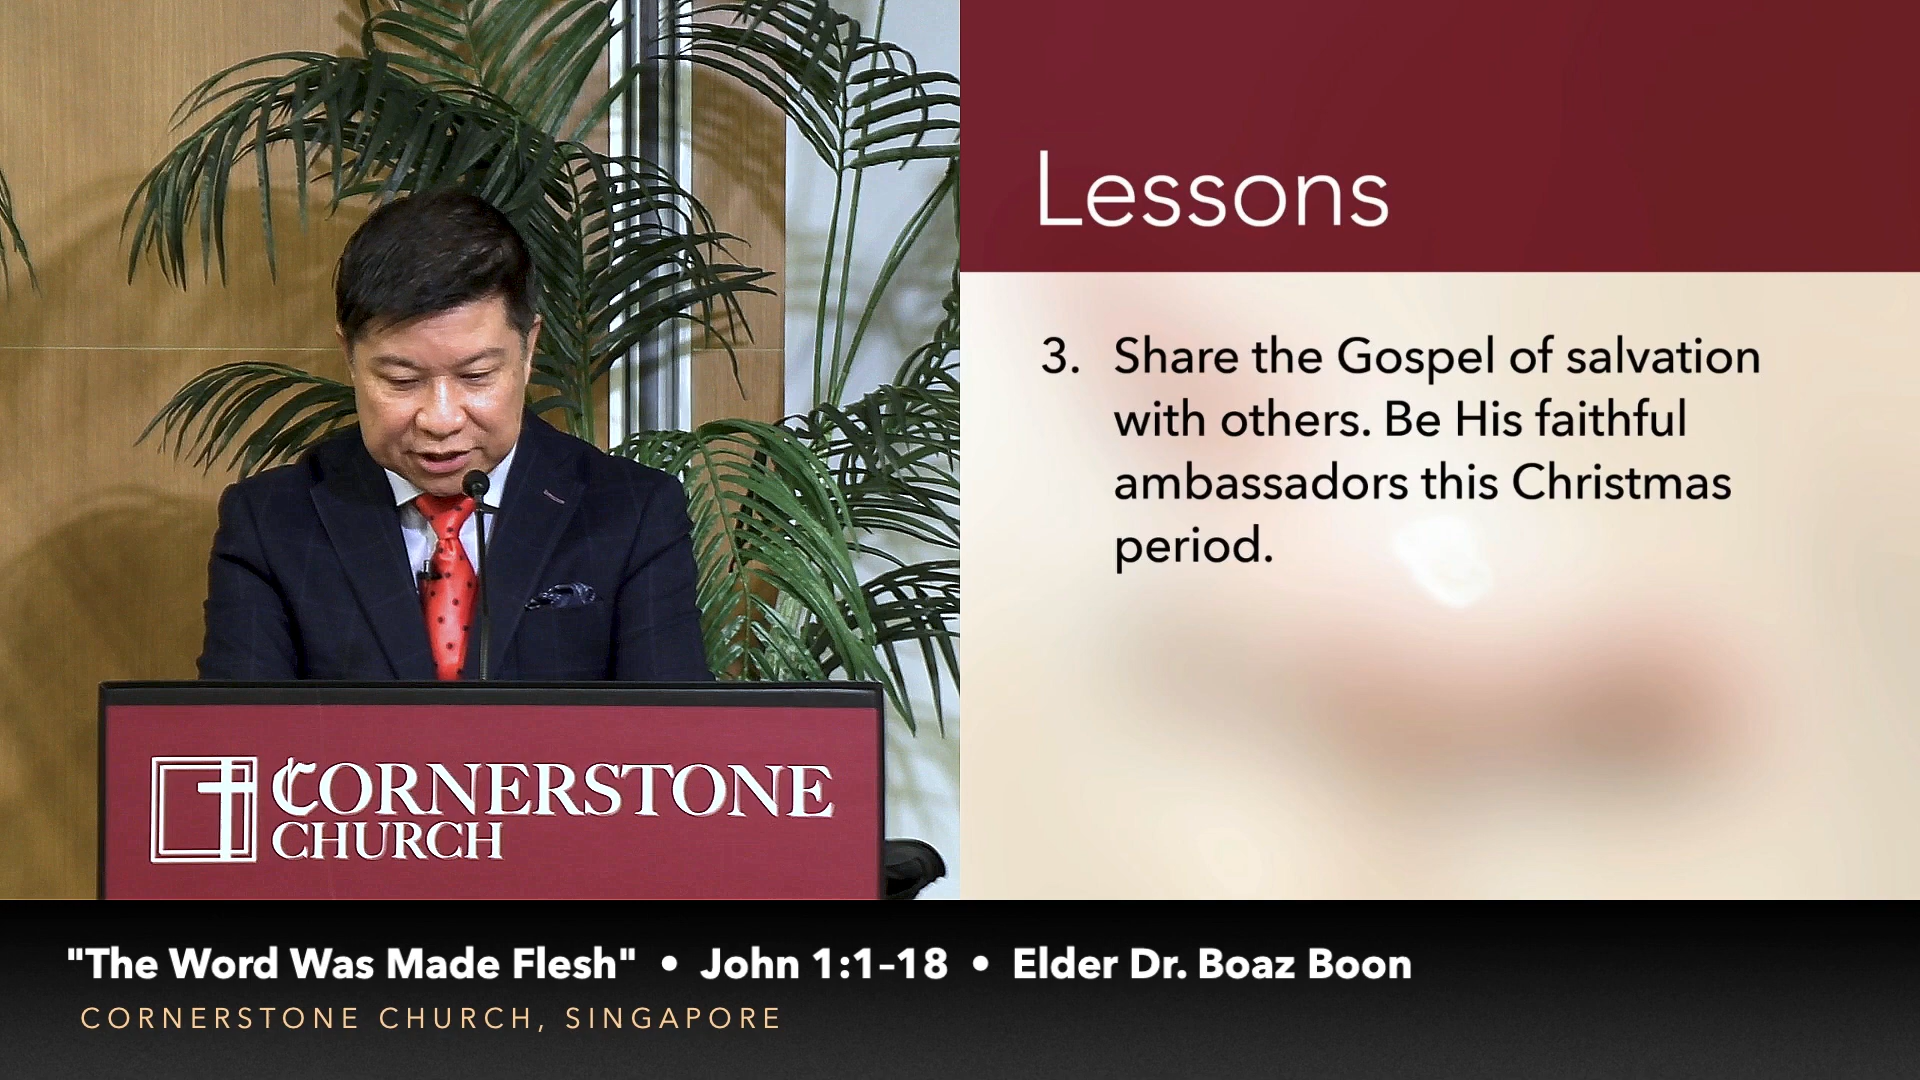 CORNERSTONE
CHURCH
Lessons
3. Share the Gospel of salvation
with others. Be His faithful
ambassadors this Christmas
period.
"The Word Was Made Flesh" • John 1:1–18 • Elder Dr. Boaz Boon
CORNERSTONE CHURCH, SINGAPORE